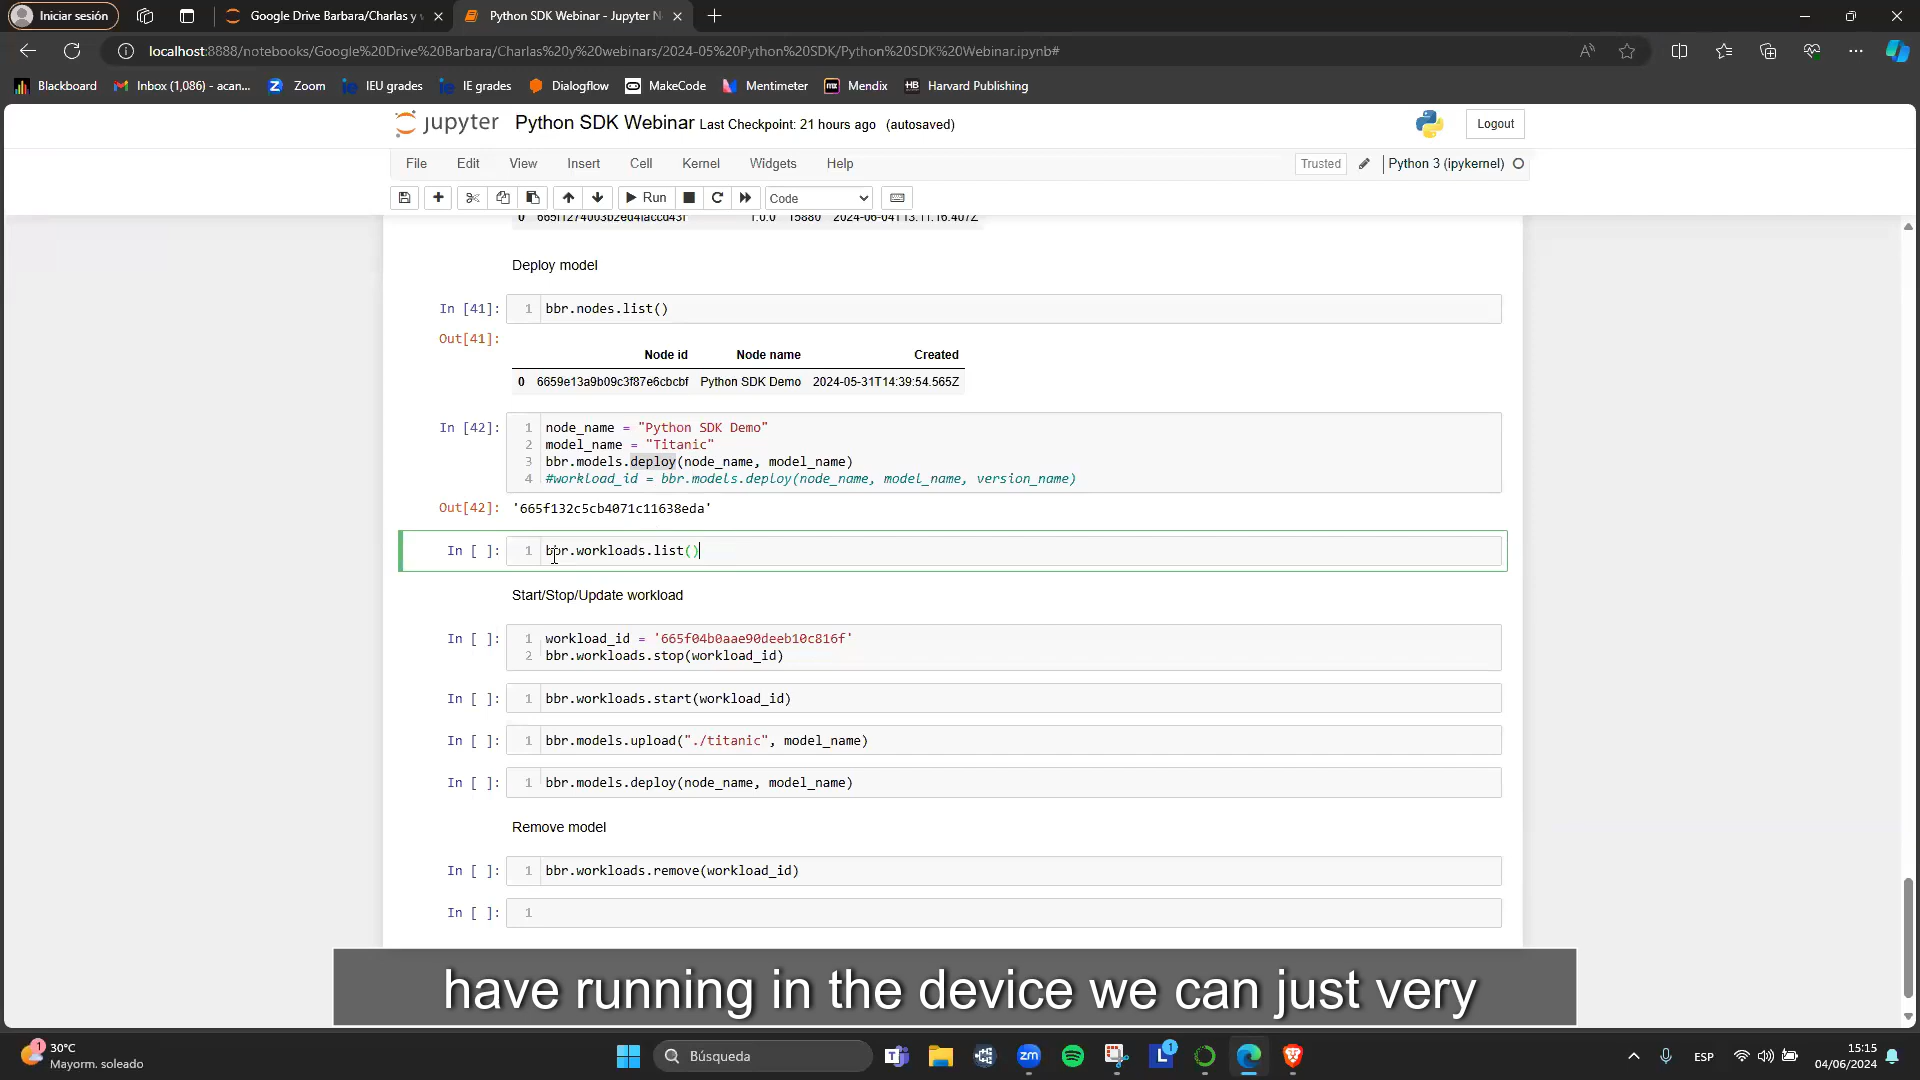 Iniciar sesión
Google Drive Barbara/Charlas y
Python SDK Webinar - Jupyter N
localhost:8888/notebooks/Google%20Drive%20Barbara/Charlas%20y%20webinars/2024-05%20Python%20SDK/Python%20SDK%20Webinar.ipynb#
Blackboard
Inbox (1,086) - acan...
Zoom
IEU grades
IE grades
Dialogflow
MakeCode
Mentimeter
Mendix
HB Harvard Publishing
jupyter Python SDK Webinar Last Checkpoint: 21 hours ago (autosaved)
Logout
File Edit View Insert Cell Kernel Widgets Help
Trusted
Python 3 (ipykernel)
Run
Code
Deploy model
In [41]: 1 bbr.nodes.list()
Out[41]:
Node id Node name Created
0 6659e13a9b09c3f87e6cbcbf Python SDK Demo 2024-05-31T14:39:54.565Z
In [42]: 1 node_name = "Python SDK Demo"
2 model_name = "Titanic"
3 bbr.models.deploy(node_name, model_name)
4 #workload_id = bbr.models.deploy(node_name, model_name, version_name)
Out[42]: '665f132c5cb4071c11638eda'
In [ ]: 1 bbr.workloads.list()
Start/Stop/Update workload
In [ ]: 1 workload_id = '665f04b0aae90deeb10c816f'
2 bbr.workloads.stop(workload_id)
In [ ]: 1 bbr.workloads.start(workload_id)
In [ ]: 1 bbr.models.upload("./titanic", model_name)
In [ ]: 1 bbr.models.deploy(node_name, model_name)
Remove model
In [ ]: 1 bbr.workloads.remove(workload_id)
In [ ]: 1
have running in the device we can just very
1
30°C
Mayorm. soleado
Búsqueda
zm
L 1
ESP
15:15
04/06/2024